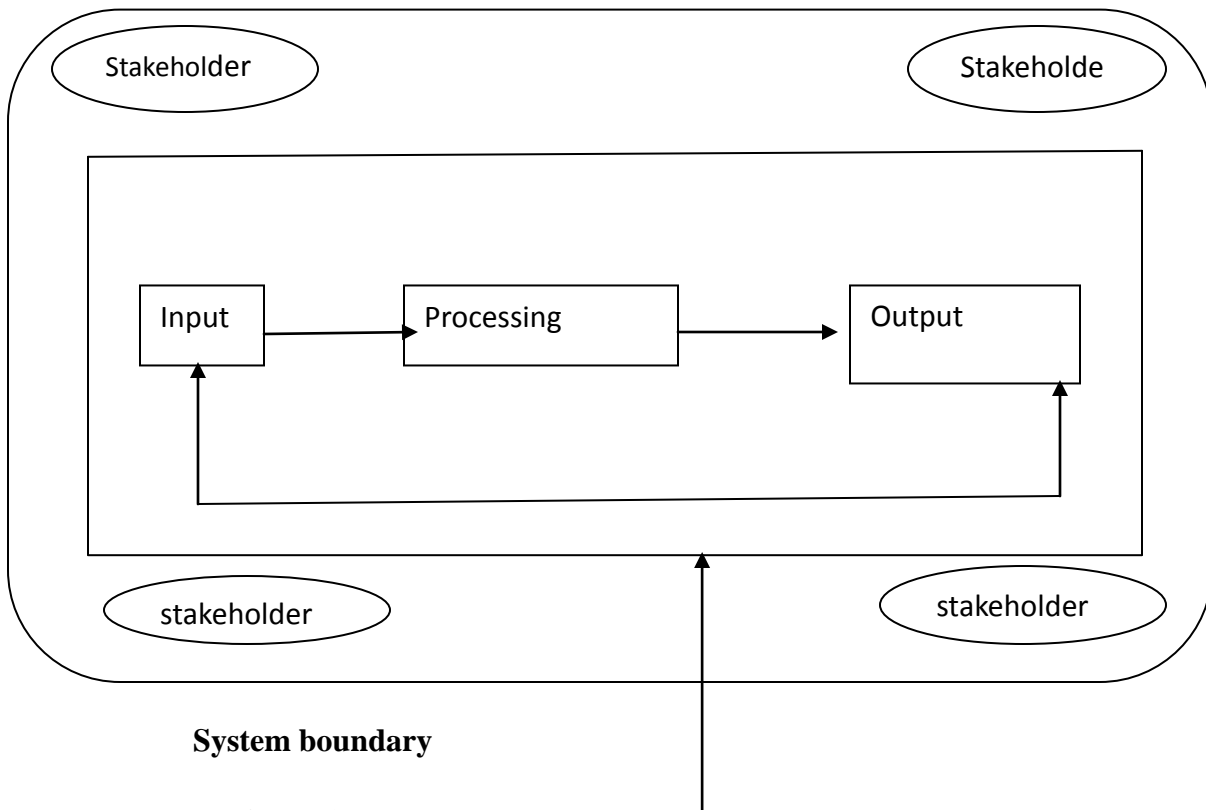 Stakeholder
Stakeholde
Input
Processing
Output
stakeholder
stakeholder
System boundary